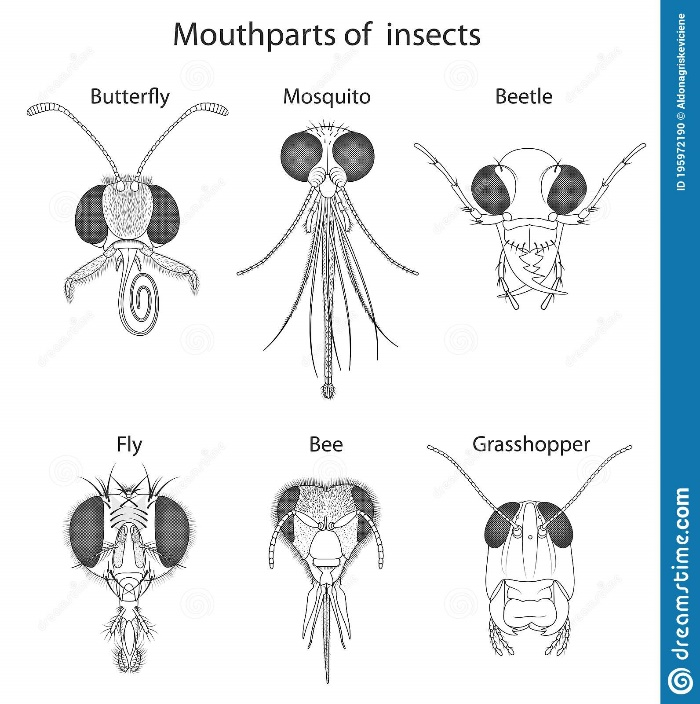 Mouthparts of insects
Butterfly
Mosquito
Beetle
Fly
Bee
Grasshopper
ID 195972190 © Aldonagriskeviciene
dreamstime.com